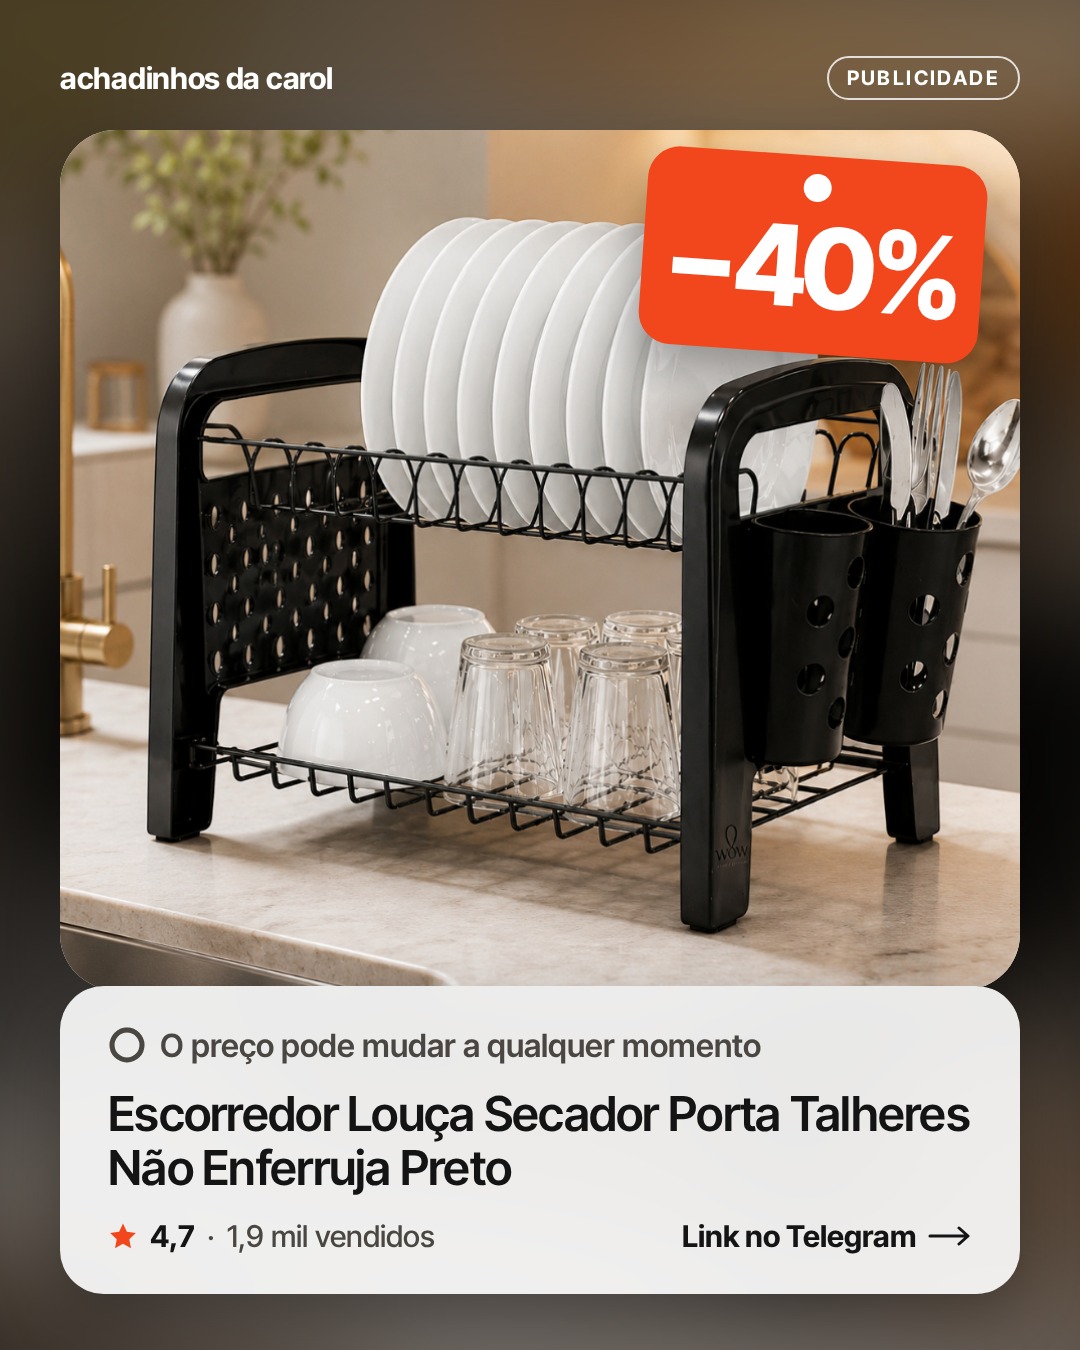 achadinhos da carol
PUBLICIDADE
-40%
wow
O preço pode mudar a qualquer momento
Escorredor Louça Secador Porta Talheres
Não Enferruja Preto
4,7 · 1,9 mil vendidos
Link no Telegram →